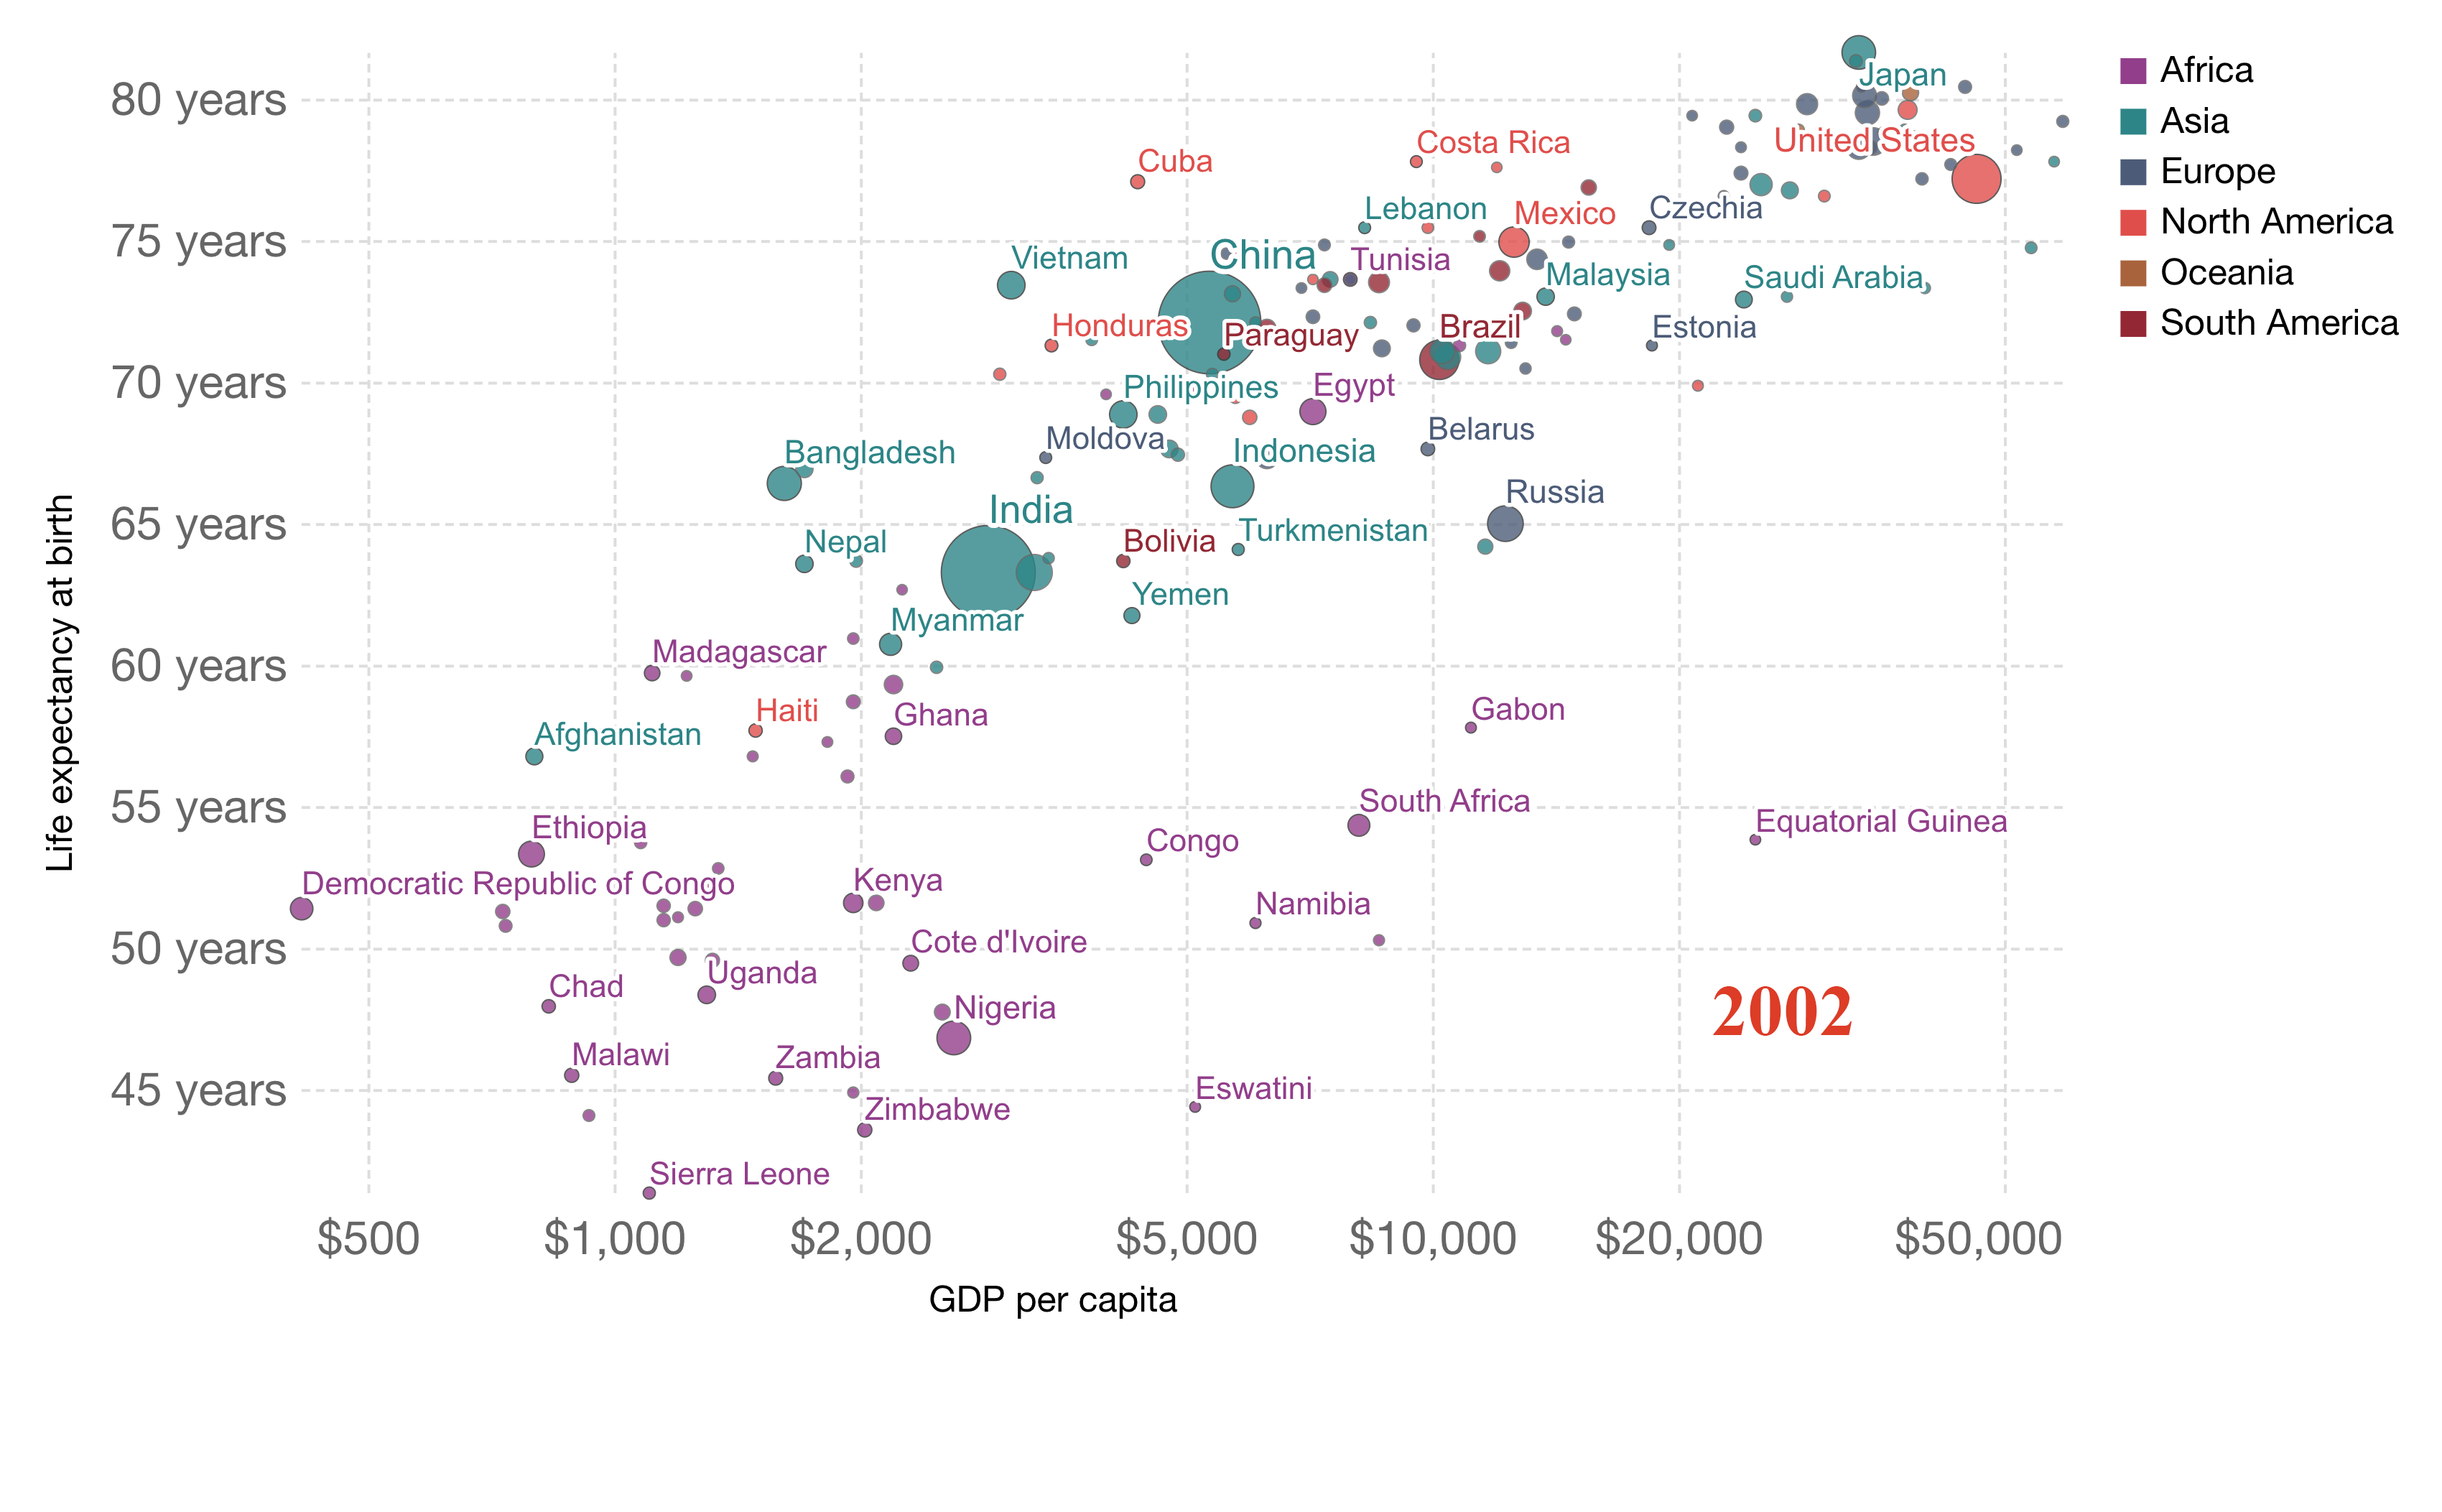 Japan
80 years
Africa
Asia
Europe
North America
Oceania
South America
United States
Costa Rica
Cuba
Lebanon
Mexico
Czechia
75 years
China
Vietnam
Tunisia
Malaysia
Saudi Arabia
Honduras
Paraguay
Brazil
Estonia
70 years
Philippines
Egypt
Moldova
Belarus
Bangladesh
Indonesia
Russia
India
65 years
Nepal
Bolivia
Turkmenistan
Yemen
Myanmar
60 years
Madagascar
Haiti
Ghana
Gabon
Afghanistan
Life expectancy at birth
55 years
South Africa
Equatorial Guinea
Ethiopia
Congo
Democratic Republic of Congo
Kenya
Namibia
50 years
Cote d'Ivoire
Uganda
Chad
Nigeria
2002
Malawi
Zambia
45 years
Eswatini
Zimbabwe
Sierra Leone
$500
$1,000
$2,000
$5,000
$10,000
$20,000
$50,000
GDP per capita